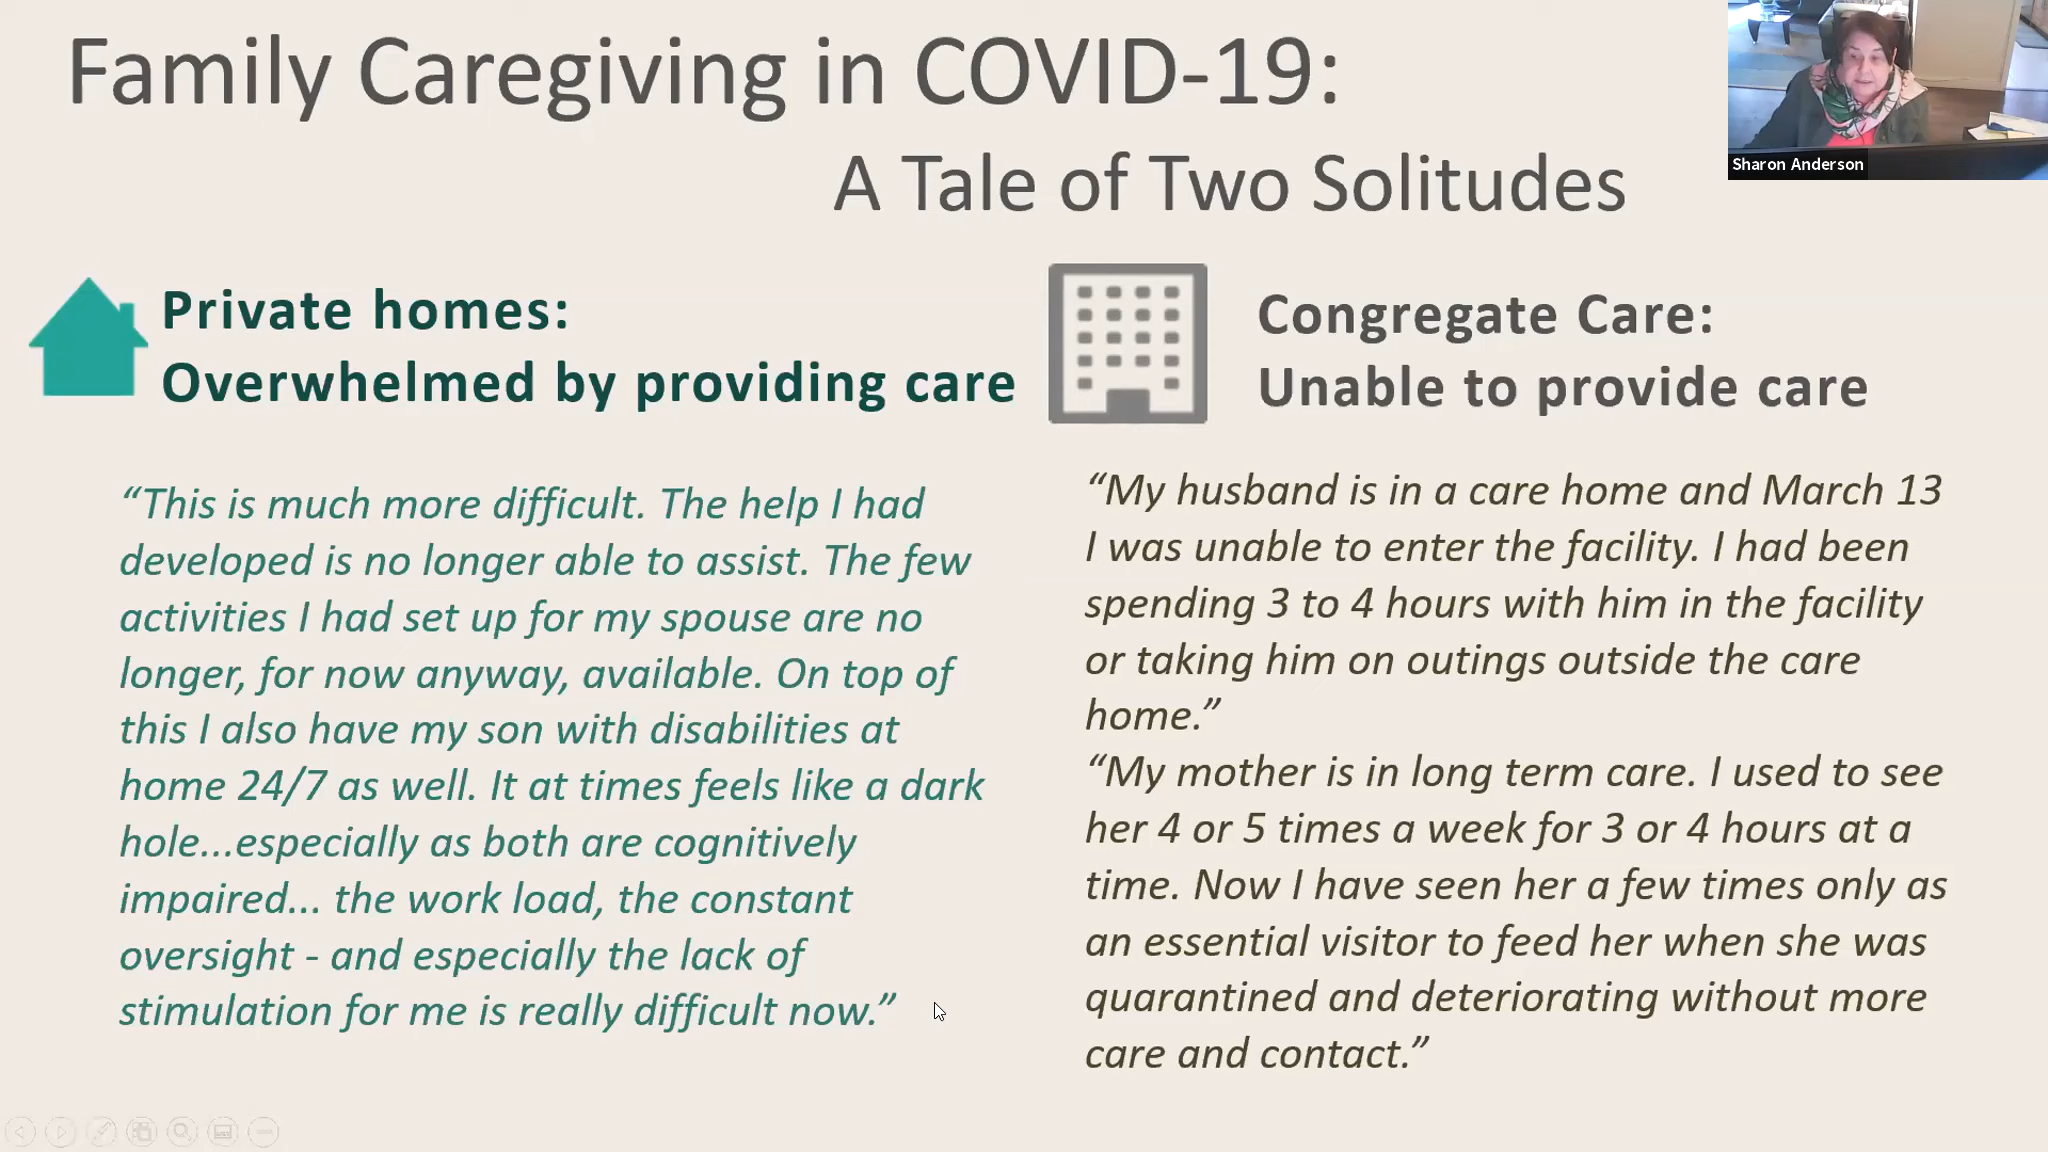 Family Caregiving in COVID-19:
A Tale of Two Solitudes
Sharon Anderson
Private homes:
Overwhelmed by providing care
“This is much more difficult. The help I had
developed is no longer able to assist. The few
activities I had set up for my spouse are no
longer, for now anyway, available. On top of
this I also have my son with disabilities at
home 24/7 as well. It at times feels like a dark
hole...especially as both are cognitively
impaired... the work load, the constant
oversight - and especially the lack of
stimulation for me is really difficult now.”
Congregate Care:
Unable to provide care
“My husband is in a care home and March 13
I was unable to enter the facility. I had been
spending 3 to 4 hours with him in the facility
or taking him on outings outside the care
home.”
“My mother is in long term care. I used to see
her 4 or 5 times a week for 3 or 4 hours at a
time. Now I have seen her a few times only as
an essential visitor to feed her when she was
quarantined and deteriorating without more
care and contact.”